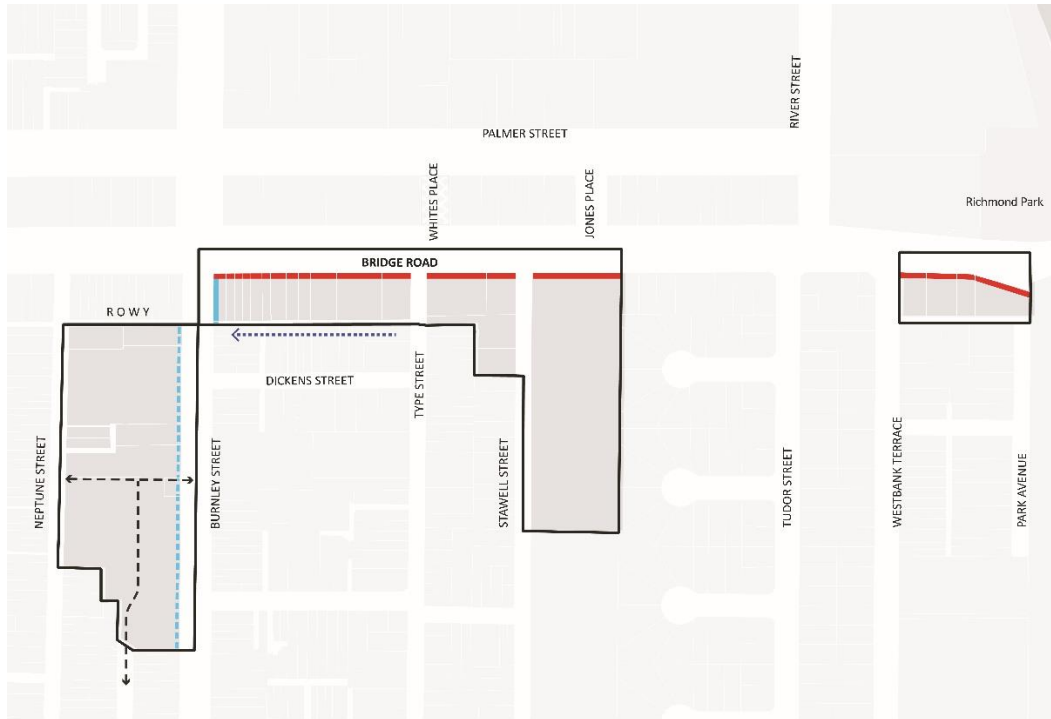 RIVER STREET
PALMER STREET
WHITES PLACE
JONES PLACE
Richmond Park
BRIDGE ROAD
ROWY
DICKENS STREET
TYPE STREET
NEPTUNE STREET
BURNLEY STREET
STAWELL STREET
TUDOR STREET
WESTBANK TERRACE
PARK AVENUE